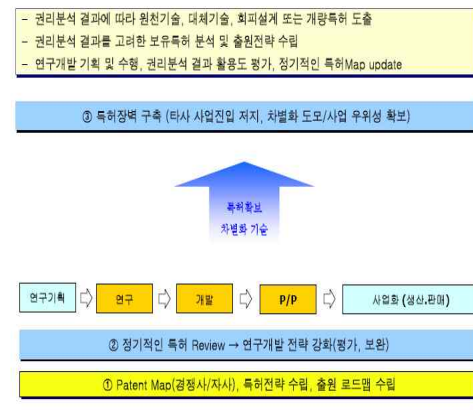 - 권리분석 결과에 따라 원천기술, 대체기술, 회피설계 또는 개량특허 도출
- 권리분석 결과를 고려한 보유특허 분석 및 출원전략 수립
- 연구개발 기획 및 수행, 권리분석 결과 활용도 평가, 정기적인 특허Map update
③ 특허장벽 구축 (타사 사업진입 저지, 차별화 도모/사업 우위성 확보)
특허확보
차별화 기술
연구기획 연구 개발 P/P 사업화 (생산.판매)
② 정기적인 특허 Review → 연구개발 전략 강화(평가, 보완)
① Patent Map(경쟁사/자사), 특허전략 수립, 출원 로드맵 수립